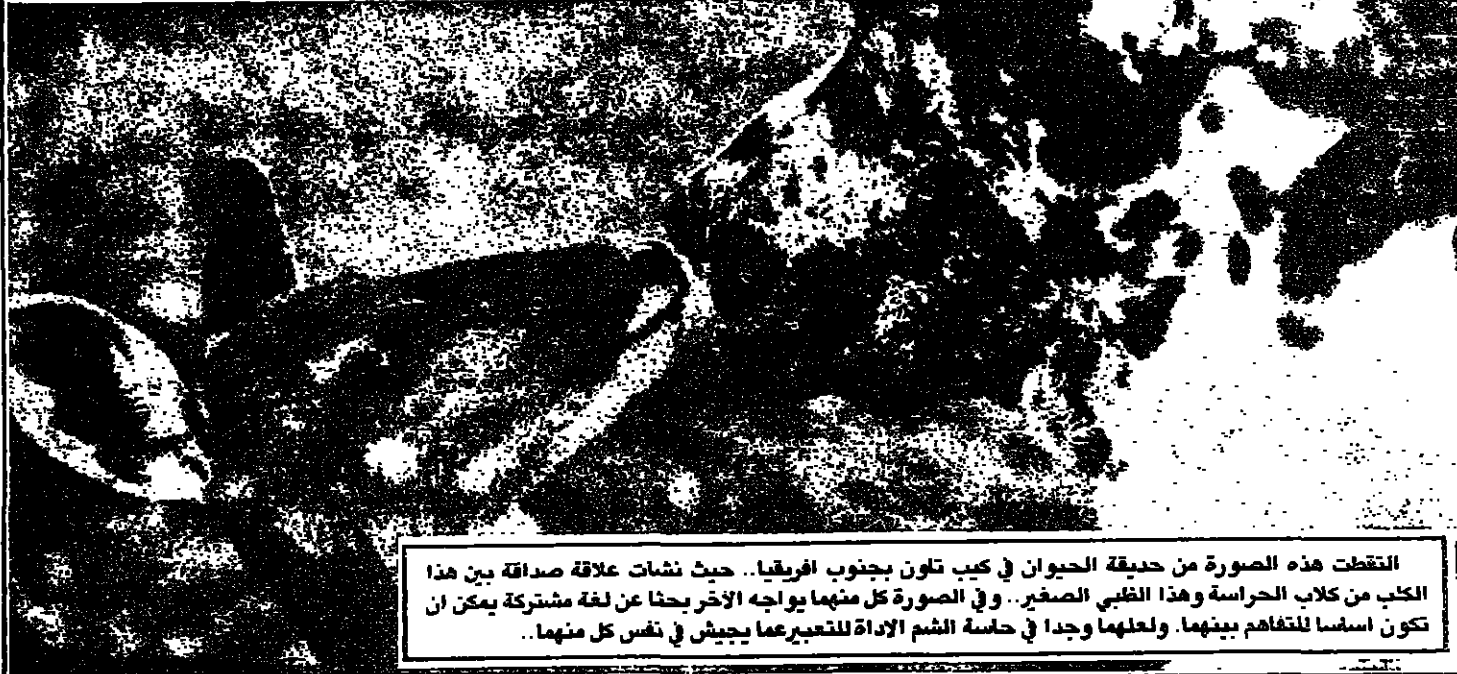 التقطت هذه الصورة من حديقة الحيوان في كيب تاون بجنوب افريقيا.. حيث نشات علاقة صداقة بين هذا
الكلب من كلاب الحراسة وهذا الظبي الصغير.. وفي الصورة كل منهما يواجه الآخر بحثا عن لغة مشتركة يمكن ان
تكون اساسا للتفاهم بينهما. ولعلهما وجدا في حاسة الشم الاداة للتعبير عما يجيش في نفس كل منهما..